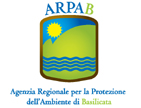 ARPAB
Agenzia Regionale per la Protezione
dell'Ambiente di Basilicata